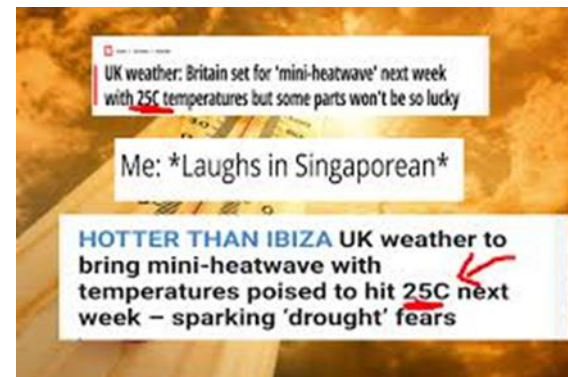 UK weather: Britain set for 'mini-heatwave' next week
with 25C temperatures but some parts won't be so lucky
Me: *Laughs in Singaporean*
HOTTER THAN IBIZA UK weather to
bring mini-heatwave with
temperatures poised to hit 25C next
week – sparking 'drought' fears